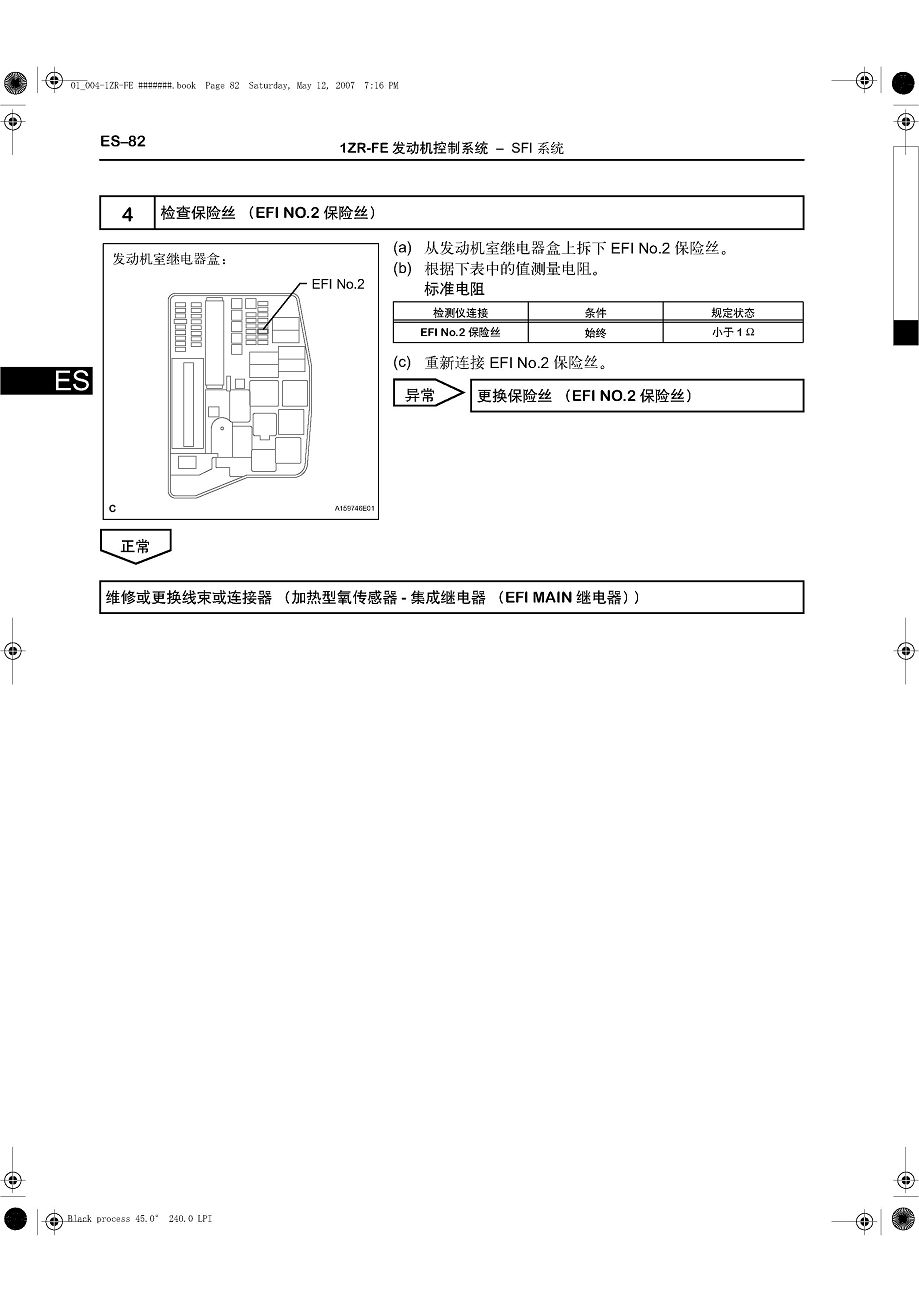 01_004-1ZR-FE #######.book Page 82 Saturday, May 12, 2007 7:16 PM
ES–82
1ZR-FE 发动机控制系统 – SFI 系统
4 检查保险丝 （EFI NO.2 保险丝）
发动机室继电器盒：
EFI No.2
C
A159746E01
(a) 从发动机室继电器盒上拆下 EFI No.2 保险丝。
(b) 根据下表中的值测量电阻。
标准电阻
检测仪连接 条件 规定状态
EFI No.2 保险丝 始终 小于 1 Ω
(c) 重新连接 EFI No.2 保险丝。
ES
异常 更换保险丝 （EFI NO.2 保险丝）
正常
维修或更换线束或连接器 （加热型氧传感器 - 集成继电器 （EFI MAIN 继电器））
Black process 45.0° 240.0 LPI